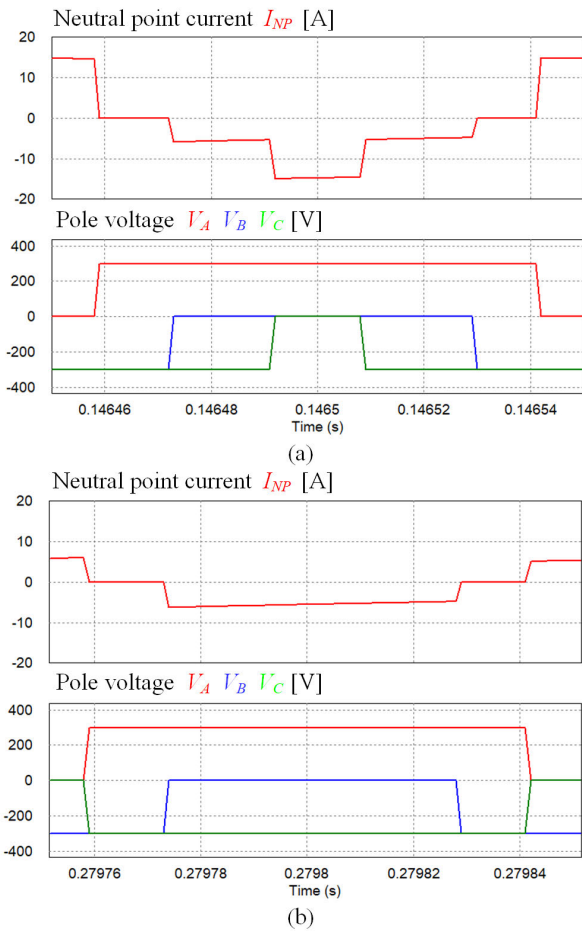 Neutral point current I_NP [A]
20
10
0
-10
-20
Pole voltage V_A V_B V_C [V]
400
200
0
-200
-400
0.14646 0.14648 0.1465 0.14652 0.14654
Time (s)
(a)
Neutral point current I_NP [A]
20
10
0
-10
-20
Pole voltage V_A V_B V_C [V]
400
200
0
-200
-400
0.27976 0.27978 0.2798 0.27982 0.27984
Time (s)
(b)